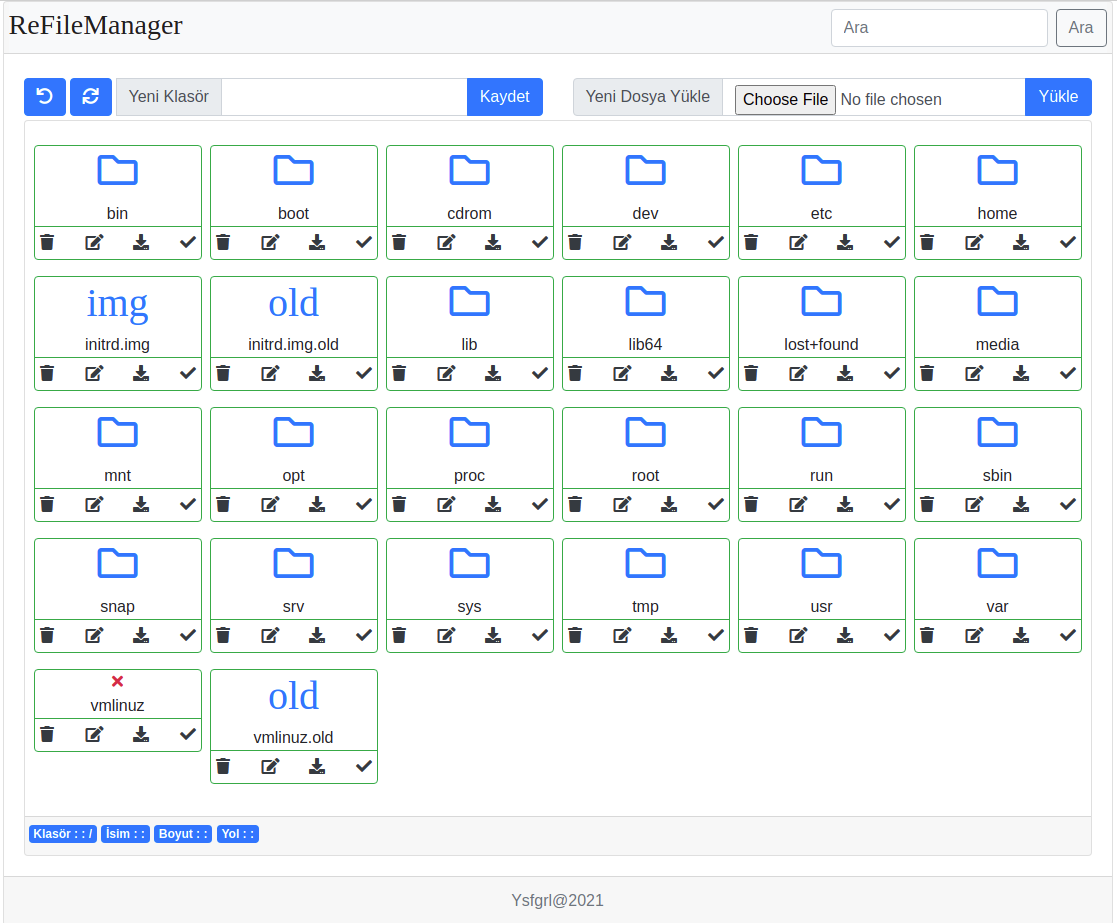 ReFileManager Ara Ara
Yeni Klasör Kaydet Yeni Dosya Yükle Choose File No file chosen Yükle
bin boot cdrom dev etc home
img old
initrd.img initrd.img.old lib lib64 lost+found media
mnt opt proc root run sbin
snap srv sys tmp usr var
old
vmlinuz
vmlinuz.old
Klasör : : / İsim : : Boyut : : Yol : :
Ysfgrl@2021